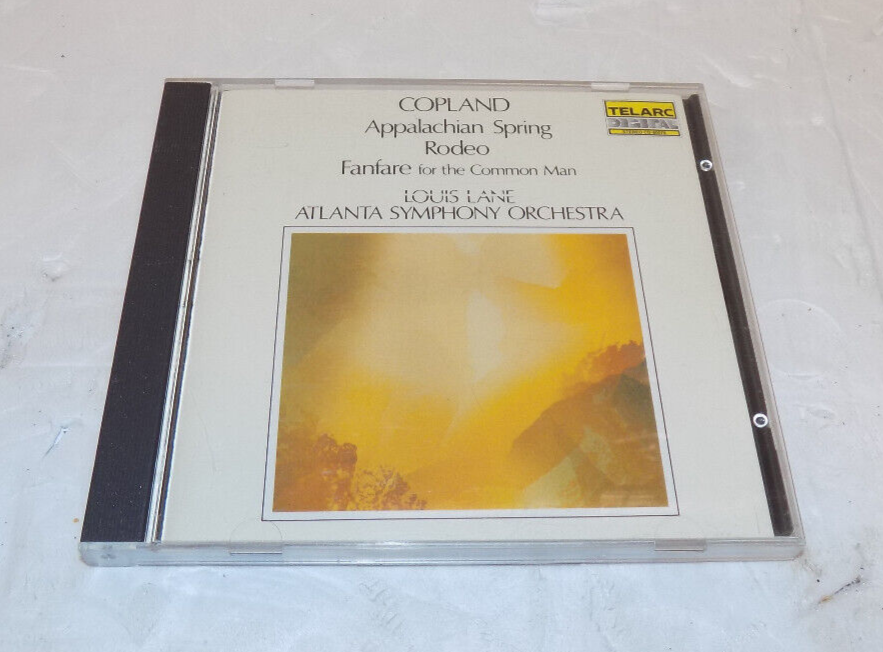 COPLAND
Appalachian Spring
Rodeo
Fanfare for the Common Man
LOUIS LANE
ATLANTA SYMPHONY ORCHESTRA
TELARC
DIGITAL